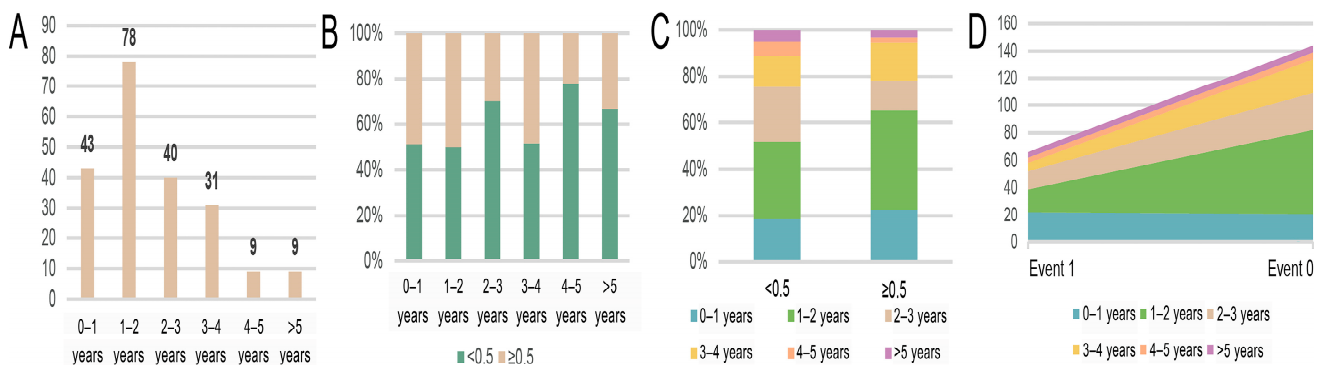 A
90
80
70
60
50
40
30
20
10
0
43
78
40
31
9
9
0–1 years
1–2 years
2–3 years
3–4 years
4–5 years
>5 years
B
100%
80%
60%
40%
20%
0%
0–1 years
1–2 years
2–3 years
3–4 years
4–5 years
>5 years
<0.5 ≥0.5
C
100%
80%
60%
40%
20%
0%
<0.5 ≥0.5
0–1 years 1–2 years 2–3 years
3–4 years 4–5 years >5 years
D
160
140
120
100
80
60
40
20
0
Event 1 Event 0
0–1 years 1–2 years 2–3 years
3–4 years 4–5 years >5 years